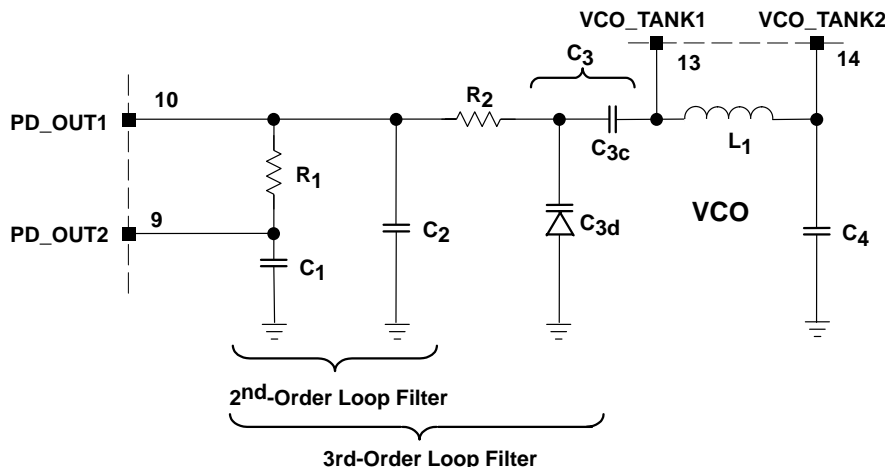 VCO_TANK1 VCO_TANK2
C3
13 14
10
PD_OUT1
R2
C3c
L1
R1
9
PD_OUT2
VCO
C2
C3d
C4
C1
2nd-Order Loop Filter
3rd-Order Loop Filter